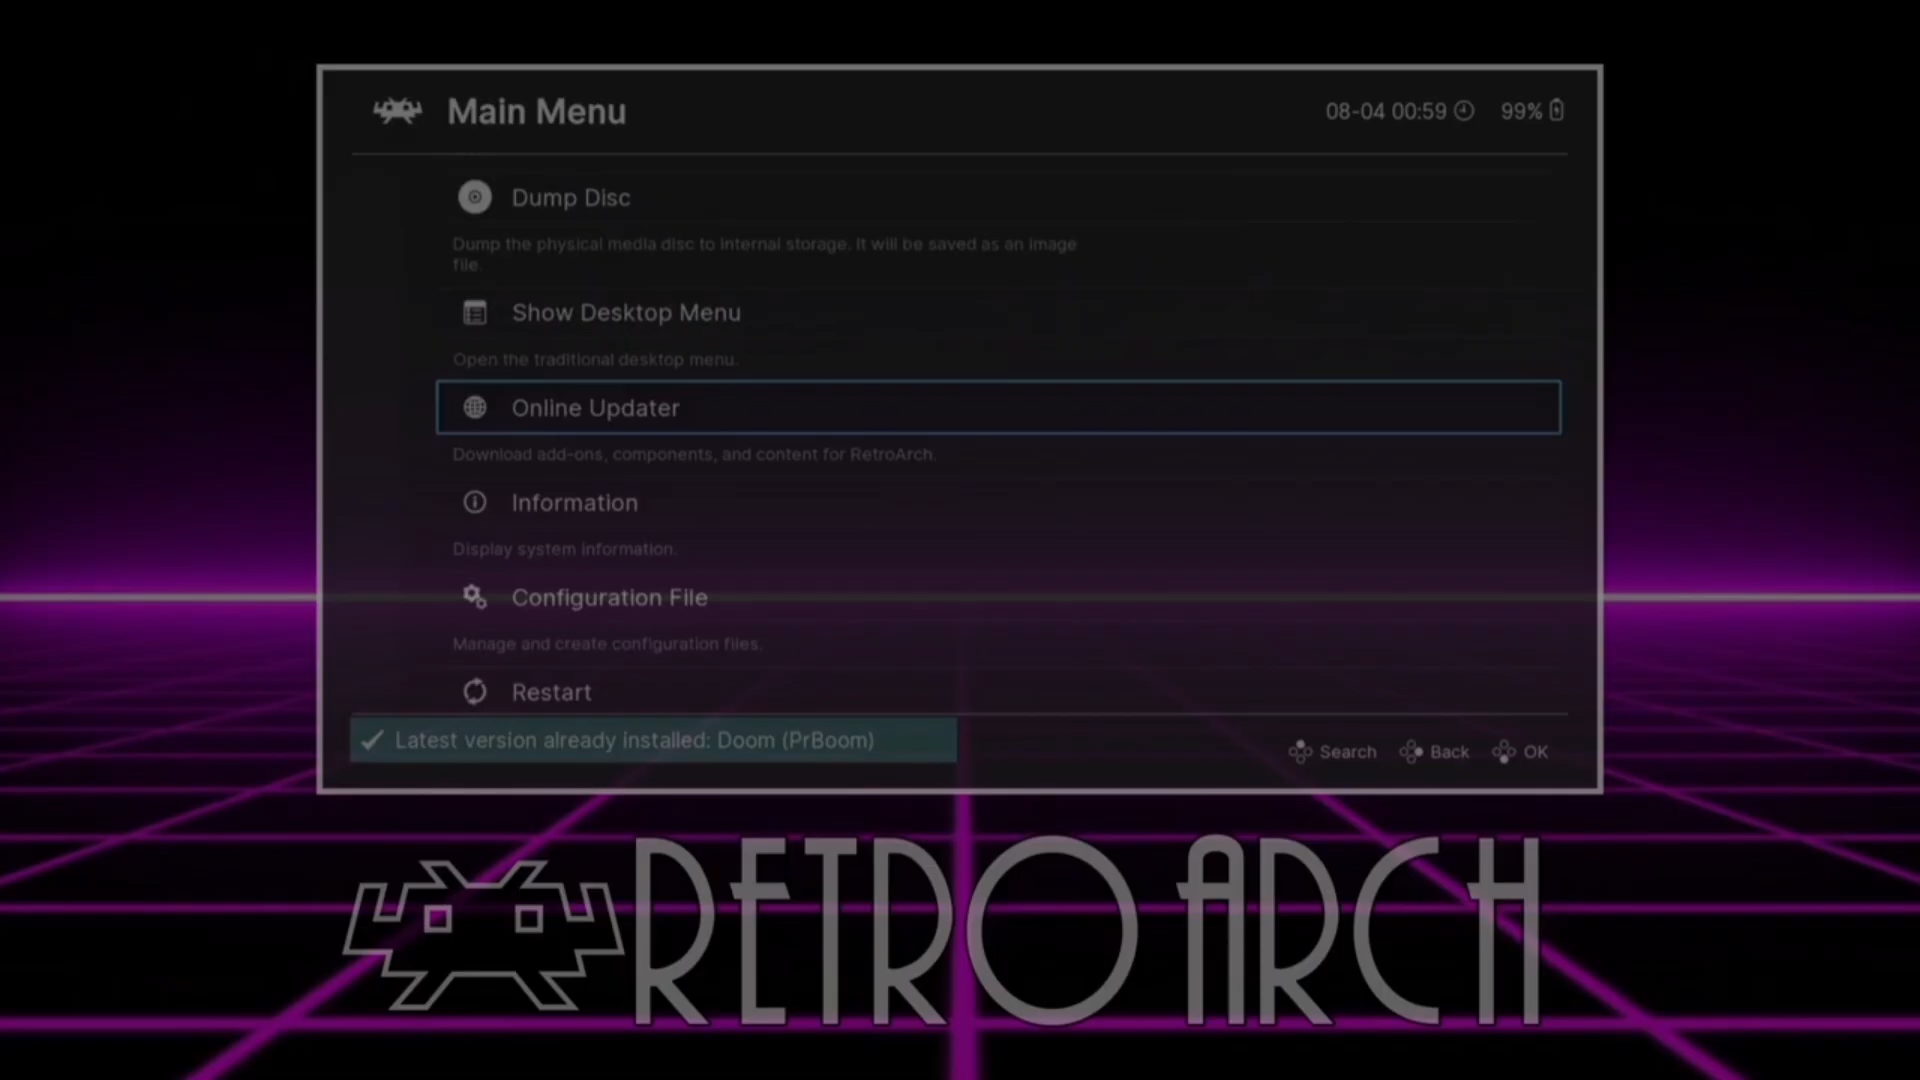 Main Menu
08-04 00:59 99%
Dump Disc
Dump the physical media disc to internal storage. It will be saved as an image
file.
Show Desktop Menu
Open the traditional desktop menu.
Online Updater
Download add-ons, components, and content for RetroArch.
Information
Display system information.
Configuration File
Manage and create configuration files.
Restart
Latest version already installed: Doom (PrBoom)
Search Back OK
RETRO ARCH